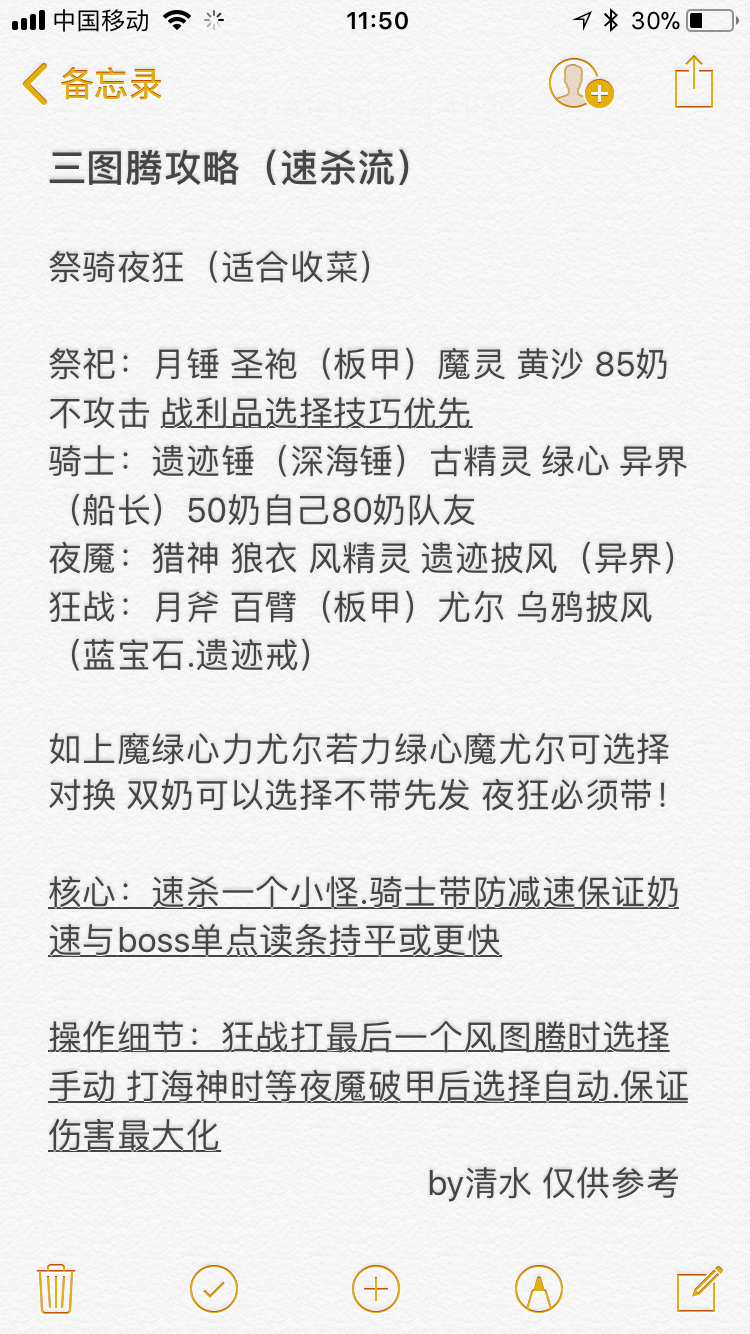 中国移动 11:50 30%
备忘录
三图腾攻略（速杀流）
祭骑夜狂（适合收菜）
祭祀：月锤 圣袍（板甲）魔灵 黄沙 85奶
不攻击 战利品选择技巧优先
骑士：遗迹锤（深海锤）古精灵 绿心 异界
（船长）50奶自己80奶队友
夜魇：猎神 狼衣 风精灵 遗迹披风（异界）
狂战：月斧 百臂（板甲）尤尔 乌鸦披风
（蓝宝石.遗迹戒）
如上魔绿心力尤尔若力绿心魔尤尔可选择
对换 双奶可以选择不带先发 夜狂必须带！
核心：速杀一个小怪.骑士带防减速保证奶
速与boss单点读条持平或更快
操作细节：狂战打最后一个风图腾时选择
手动 打海神时等夜魇破甲后选择自动.保证
伤害最大化
by清水 仅供参考